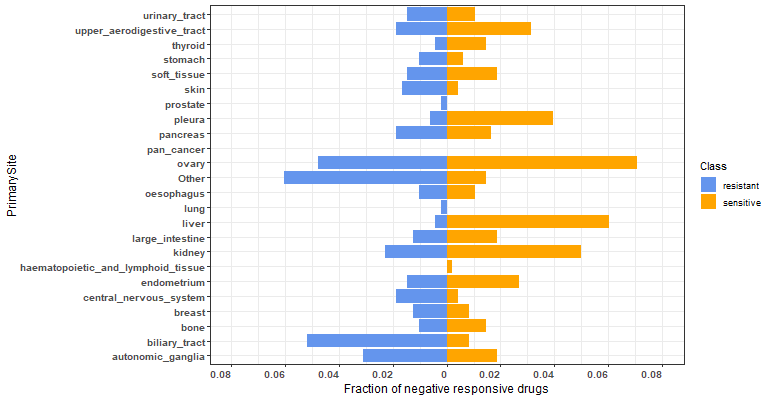 urinary_tract
upper_aerodigestive_tract
thyroid
stomach
soft_tissue
skin
prostate
pleura
pancreas
pan_cancer
ovary
Other
oesophagus
lung
liver
large_intestine
kidney
haematopoietic_and_lymphoid_tissue
endometrium
central_nervous_system
breast
bone
biliary_tract
autonomic_ganglia
PrimarySite
0.08 0.06 0.04 0.02 0 0.02 0.04 0.06 0.08
Fraction of negative responsive drugs
Class
resistant
sensitive